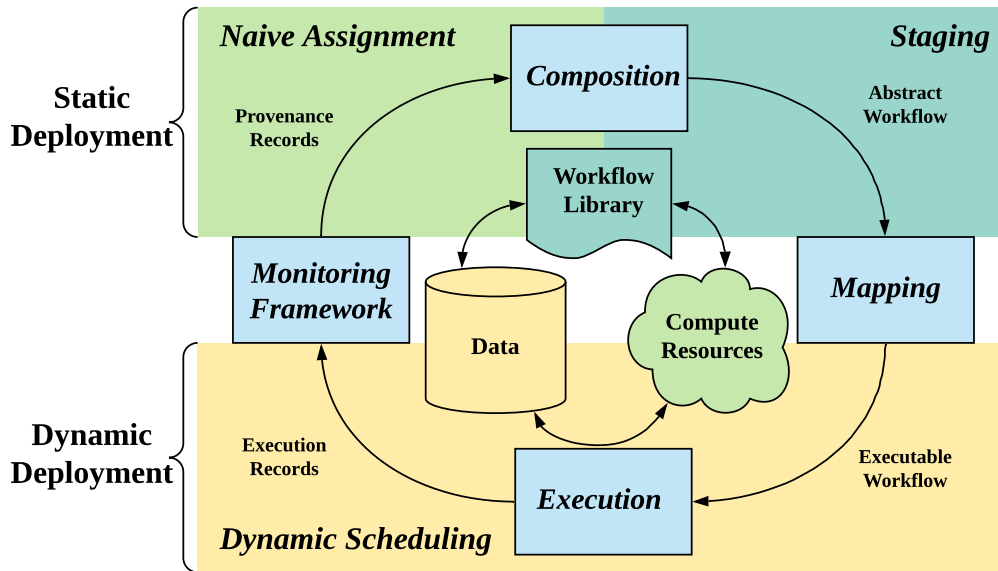 Naive Assignment
Staging
Composition
Static
Deployment
Provenance
Records
Abstract
Workflow
Workflow
Library
Monitoring
Framework
Mapping
Data
Compute
Resources
Dynamic
Deployment
Execution
Records
Executable
Workflow
Execution
Dynamic Scheduling